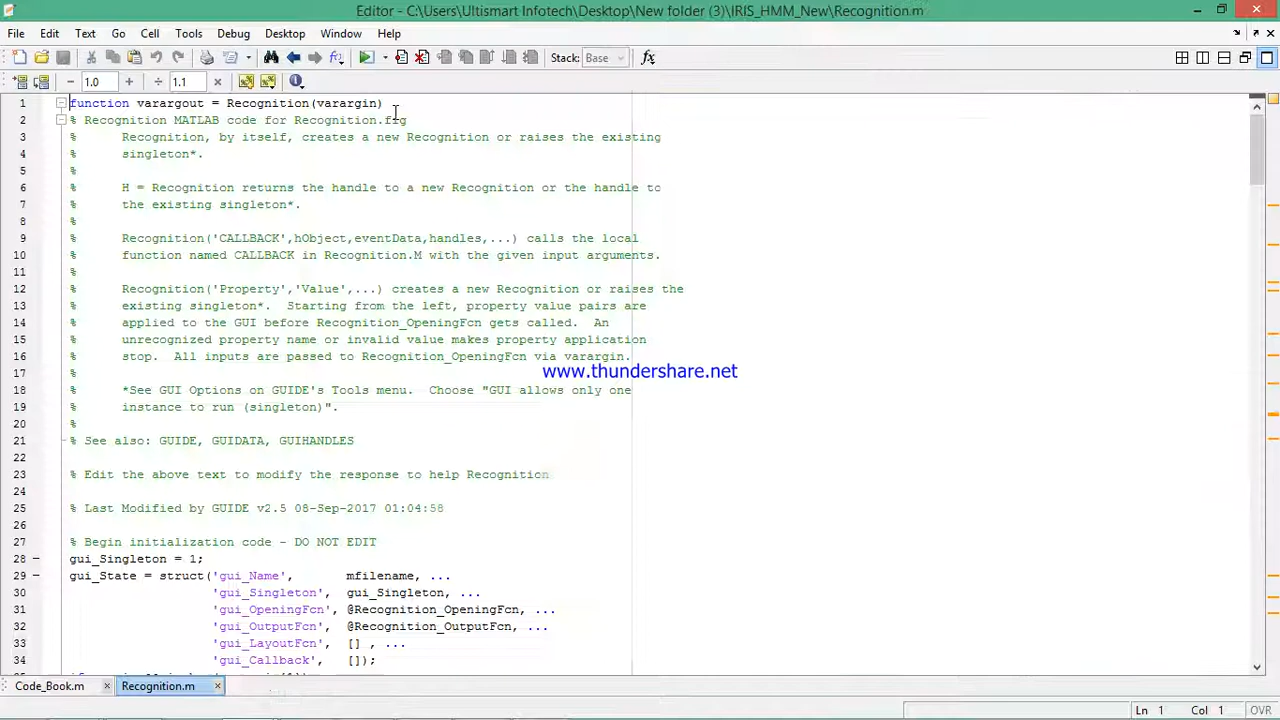 Editor - C:\Users\Ultismart Infotech\Desktop\New folder (3)\IRIS_HMM_New\Recognition.m
File Edit Text Go Cell Tools Debug Desktop Window Help
Stack: Base fx
− 1.0 + ÷ 1.1 ×
1 function varargout = Recognition(varargin)
2 % Recognition MATLAB code for Recognition.fig
3 % Recognition, by itself, creates a new Recognition or raises the existing
4 % singleton*.
5 %
6 % H = Recognition returns the handle to a new Recognition or the handle to
7 % the existing singleton*.
8 %
9 % Recognition('CALLBACK',hObject,eventData,handles,...) calls the local
10 % function named CALLBACK in Recognition.M with the given input arguments.
11 %
12 % Recognition('Property','Value',...) creates a new Recognition or raises the
13 % existing singleton*. Starting from the left, property value pairs are
14 % applied to the GUI before Recognition_OpeningFcn gets called. An
15 % unrecognized property name or invalid value makes property application
16 % stop. All inputs are passed to Recognition_OpeningFcn via varargin.
www.thundershare.net
17 %
18 % *See GUI Options on GUIDE's Tools menu. Choose "GUI allows only one
19 % instance to run (singleton)".
20 %
21 % See also: GUIDE, GUIDATA, GUIHANDLES
22
23 % Edit the above text to modify the response to help Recognition
24
25 % Last Modified by GUIDE v2.5 08-Sep-2017 01:04:58
26
27 % Begin initialization code - DO NOT EDIT
28 − gui_Singleton = 1;
29 − gui_State = struct('gui_Name', mfilename, ...
30 'gui_Singleton', gui_Singleton, ...
31 'gui_OpeningFcn', @Recognition_OpeningFcn, ...
32 'gui_OutputFcn', @Recognition_OutputFcn, ...
33 'gui_LayoutFcn', [] , ...
34 'gui_Callback', []);
Code_Book.m × Recognition.m ×
Ln 1 Col 1 OVR